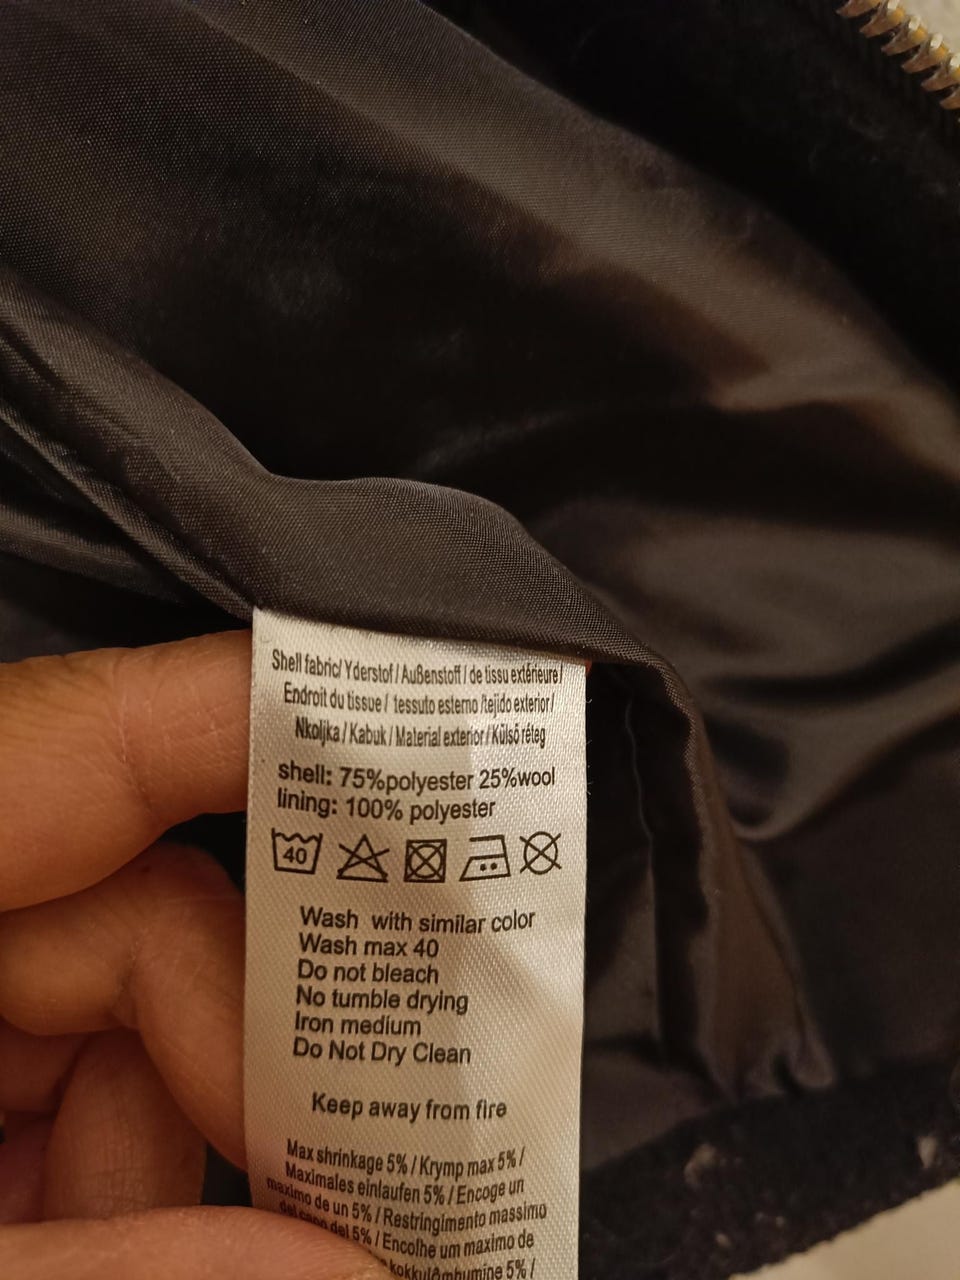 Shell fabric/ Yderstof / Außenstoff / de tissu extérieure/
Endroit du tissue / tessuto esterno /tejido exterior /
Nkoljka / Kabuk / Material exterior / Külső réteg
shell: 75%polyester 25%wool
lining: 100% polyester
40
Wash with similar color
Wash max 40
Do not bleach
No tumble drying
Iron medium
Do Not Dry Clean
Keep away from fire
Max shrinkage 5% / Krymp max 5% /
Maximales einlaufen 5% / Encoge un
maximo de un 5% / Restringimento massimo
del capo del 5% / Encolhe um maximo de
5% /